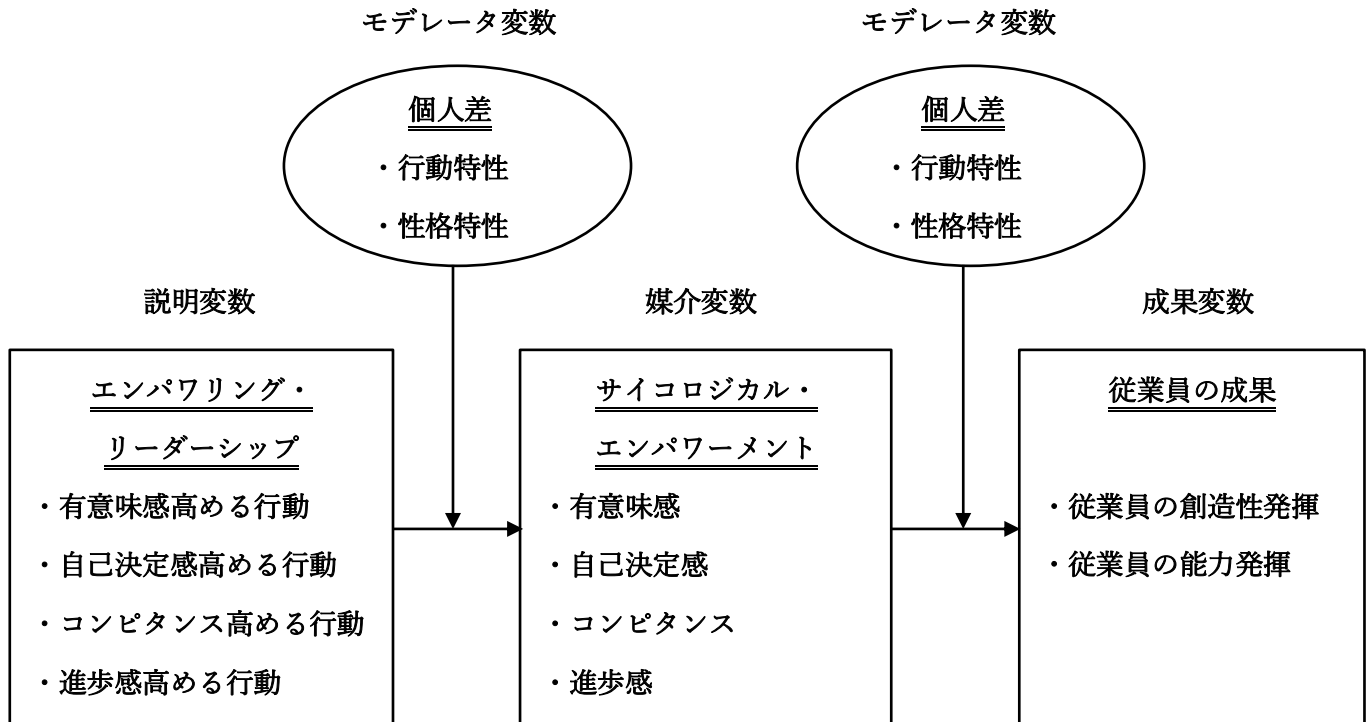 モデレータ変数
モデレータ変数
個人差
・行動特性
・性格特性
個人差
・行動特性
・性格特性
説明変数
媒介変数
成果変数
エンパワリング・
リーダーシップ
・有意味感高める行動
・自己決定感高める行動
・コンピタンス高める行動
・進歩感高める行動
サイコロジカル・
エンパワーメント
・有意味感
・自己決定感
・コンピタンス
・進歩感
従業員の成果
・従業員の創造性発揮
・従業員の能力発揮